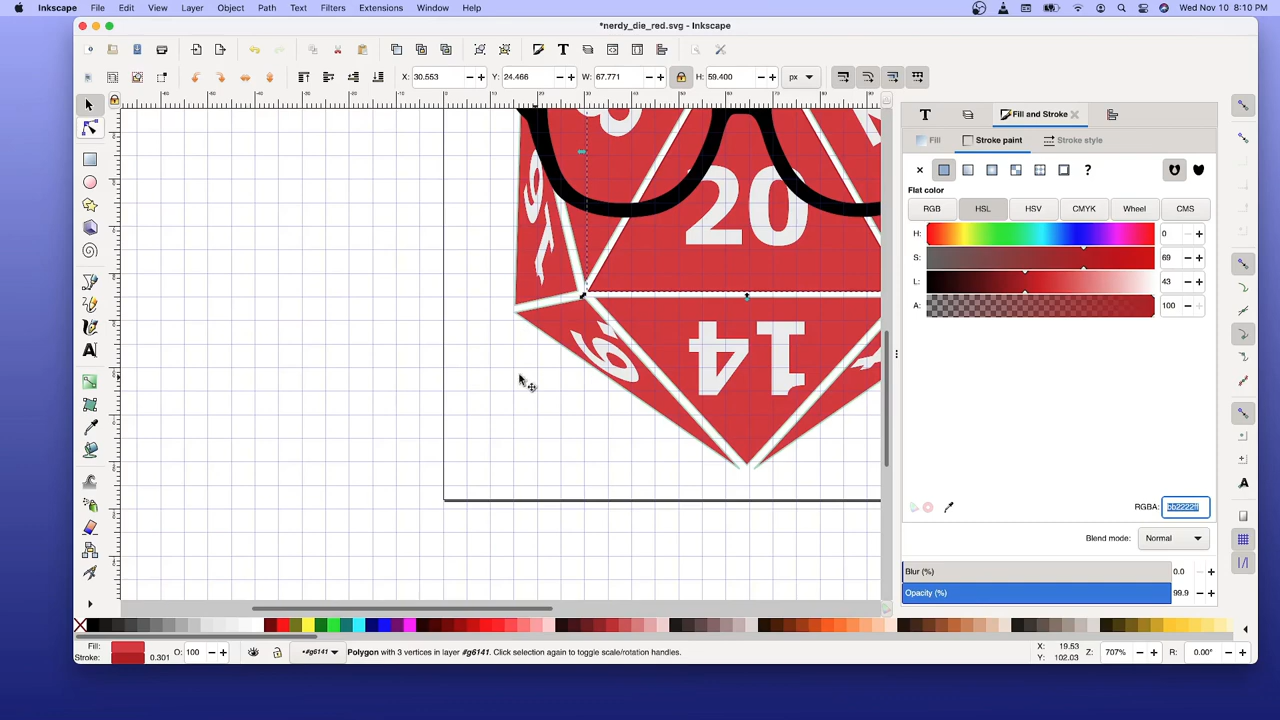 Inkscape File Edit View Layer Object Path Text Filters Extensions Window Help Wed Nov 10 8:10 PM
*nerdy_die_red.svg - Inkscape
X: 30.553 Y: 24.466 W: 67.771 H: 59.400 px
Fill and Stroke
Fill Stroke paint Stroke style
Flat color
RGB HSL HSV CMYK Wheel CMS
H: 0
S: 69
L: 43
A: 100
20
14
RGBA: bb2222ff
Blend mode: Normal
Blur (%) 0.0
Opacity (%) 99.9
Fill: Stroke: 0.301 O: 100 •#g6141 Polygon with 3 vertices in layer #g6141. Click selection again to toggle scale/rotation handles. X: 19.53 Y: 102.03 Z: 707% R: 0.00°